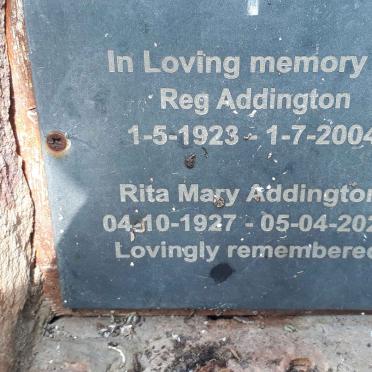 In Loving memory
Reg Addington
1-5-1923 - 1-7-2004
Rita Mary Addington
04-10-1927 - 05-04-202
Lovingly remembered